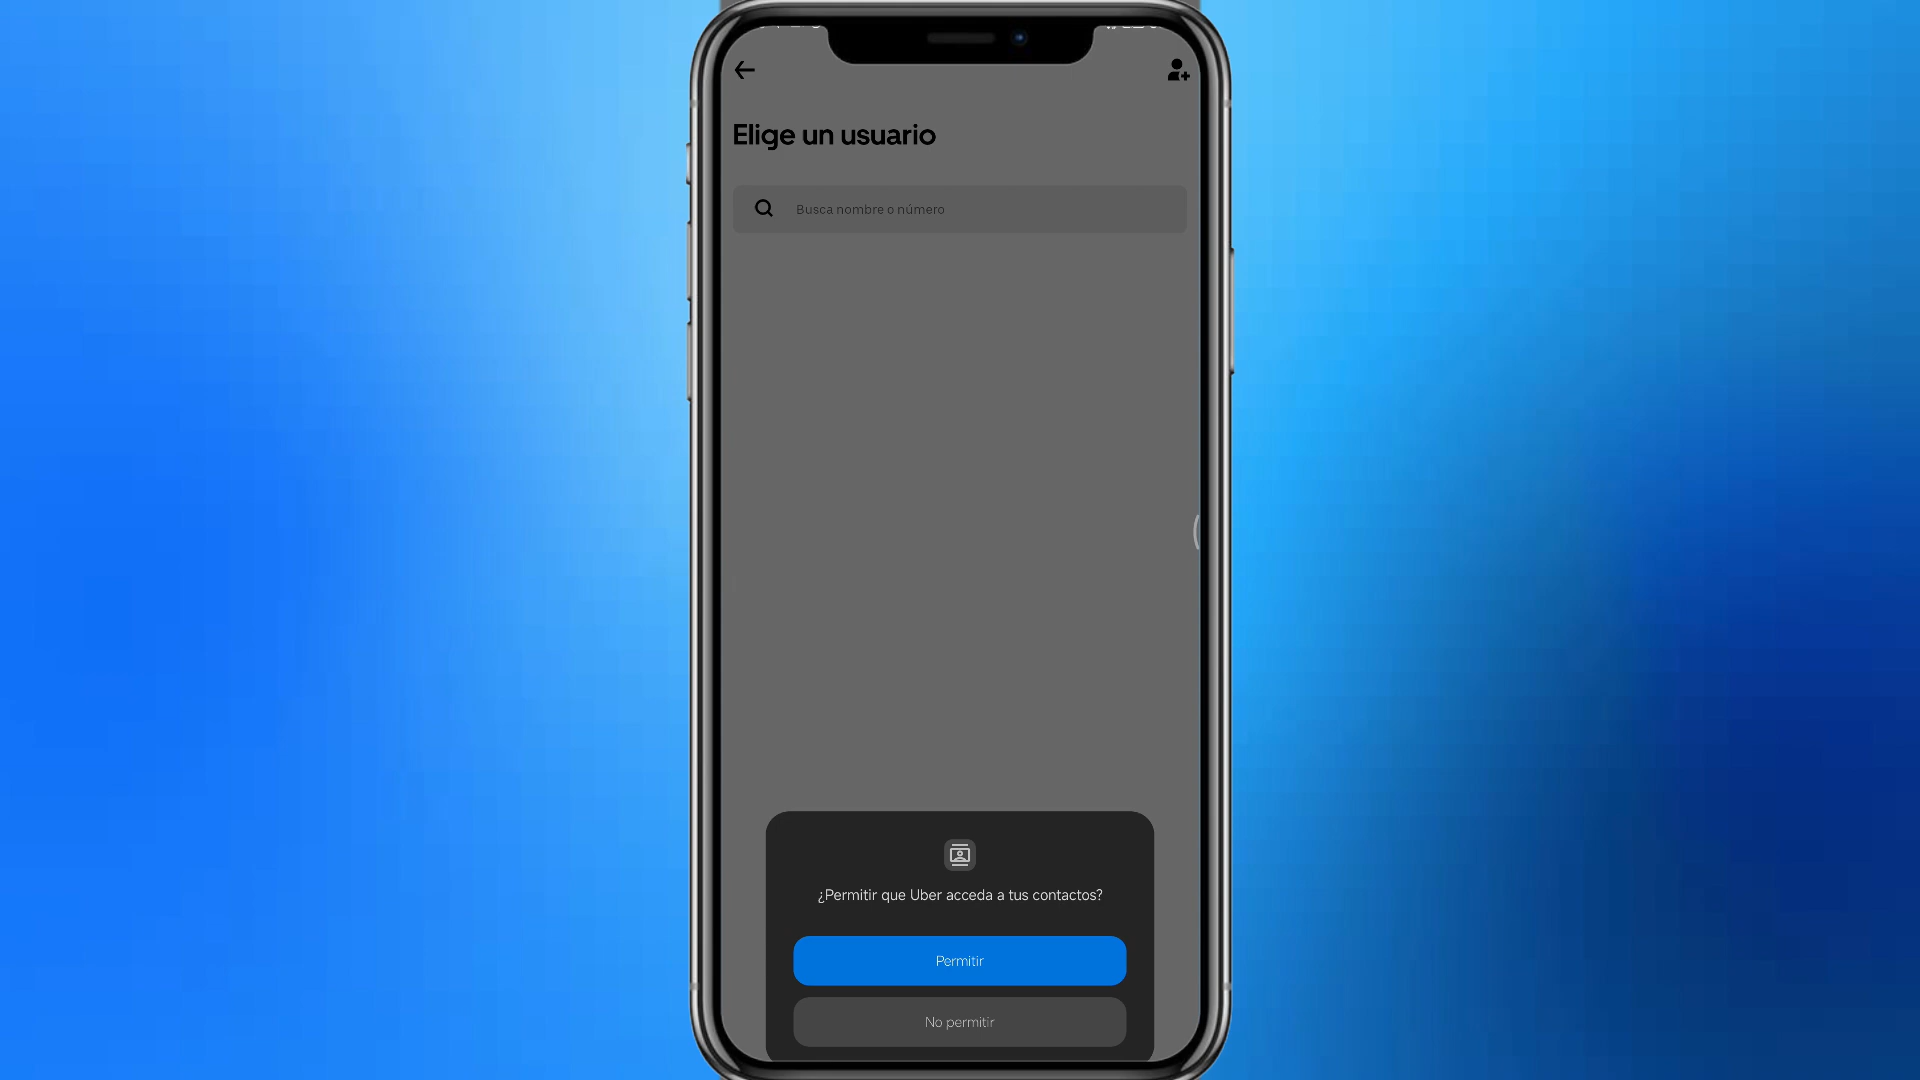 Elige un usuario
Busca nombre o número
¿Permitir que Uber acceda a tus contactos?
Permitir
No permitir